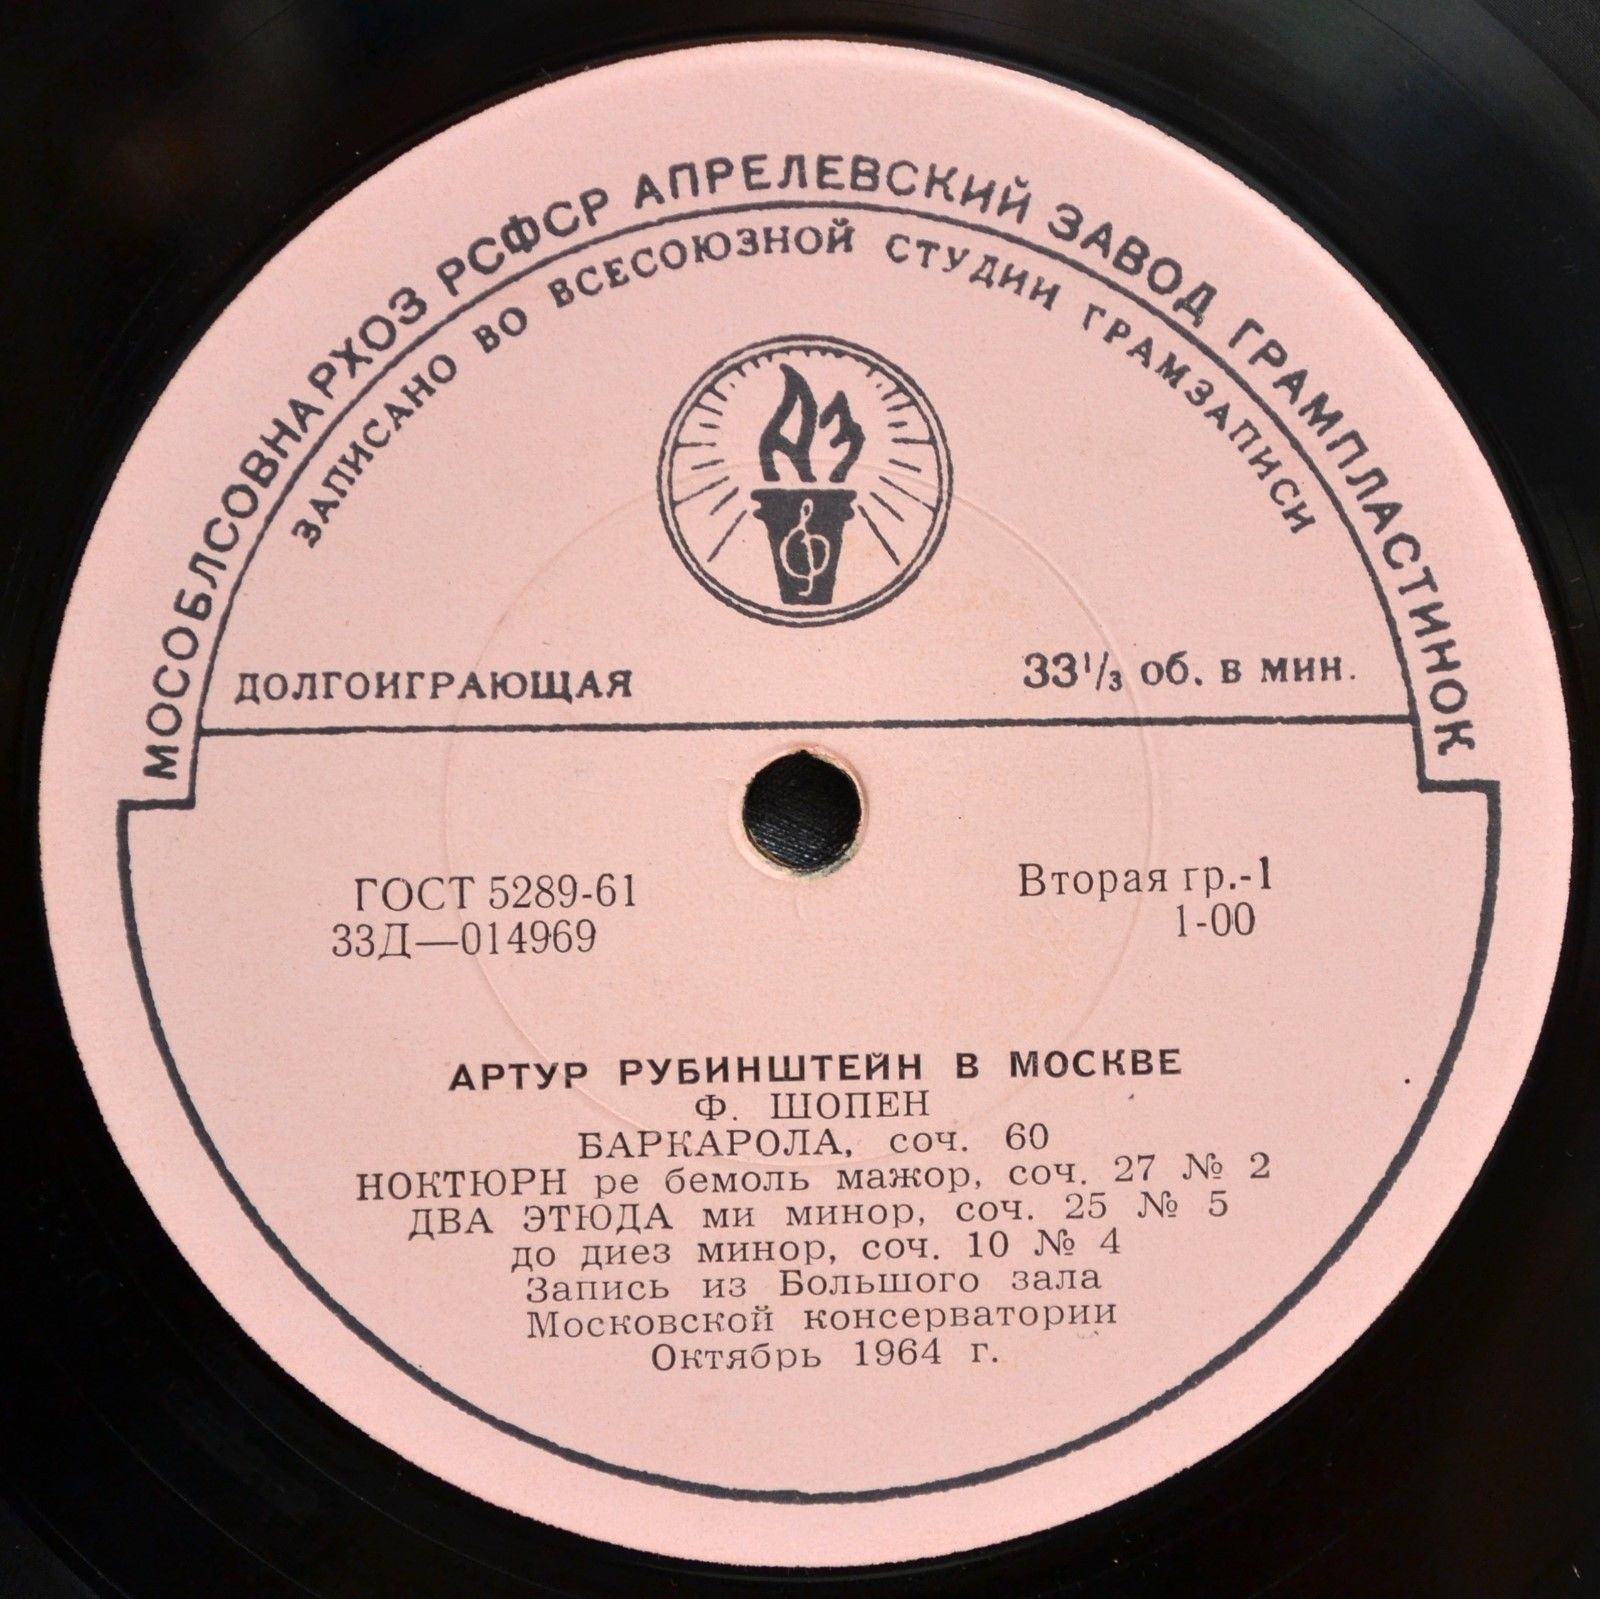 МОСОБЛСОВНАРХОЗ РСФСР АПРЕЛЕВСКИЙ ЗАВОД ГРАМПЛАСТИНОК
ЗАПИСАНО ВО ВСЕСОЮЗНОЙ СТУДИИ ГРАМЗАПИСИ
АЗ
ДОЛГОИГРАЮЩАЯ
33 1/3 об. в мин.
ГОСТ 5289-61
33Д—014969
Вторая гр.-1
1-00
АРТУР РУБИНШТЕЙН В МОСКВЕ
Ф. ШОПЕН
БАРКАРОЛА, соч. 60
НОКТЮРН ре бемоль мажор, соч. 27 № 2
ДВА ЭТЮДА ми минор, соч. 25 № 5
до диез минор, соч. 10 № 4
Запись из Большого зала
Московской консерватории
Октябрь 1964 г.